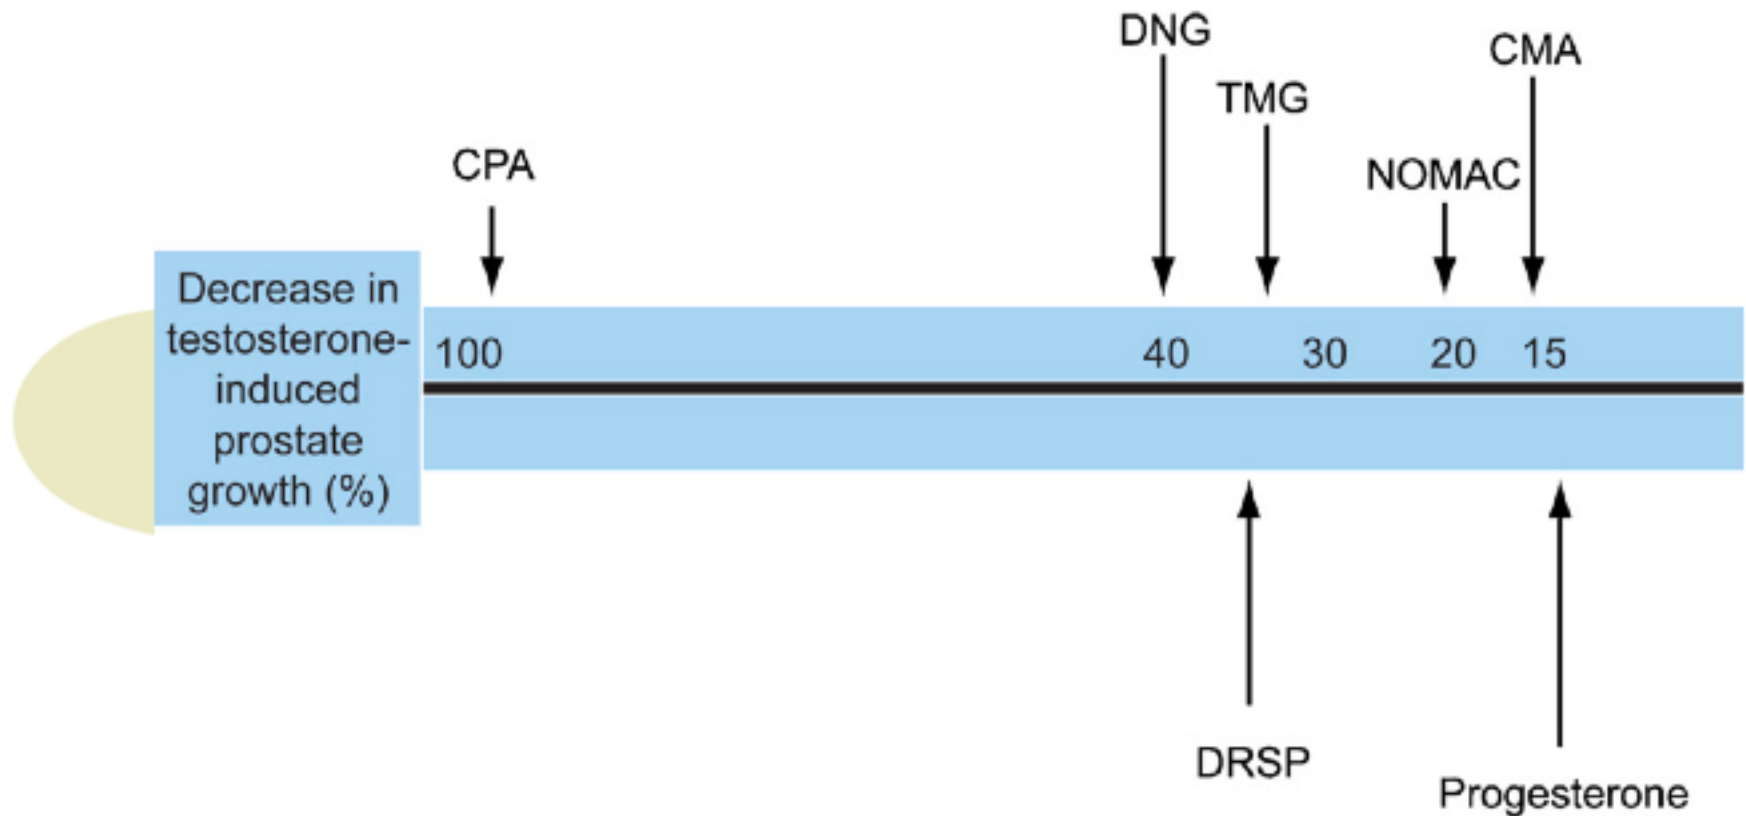 DNG
CMA
TMG
CPA
NOMAC
Decrease in
testosterone-
induced
prostate
growth (%)
100
40
30
20
15
DRSP
Progesterone